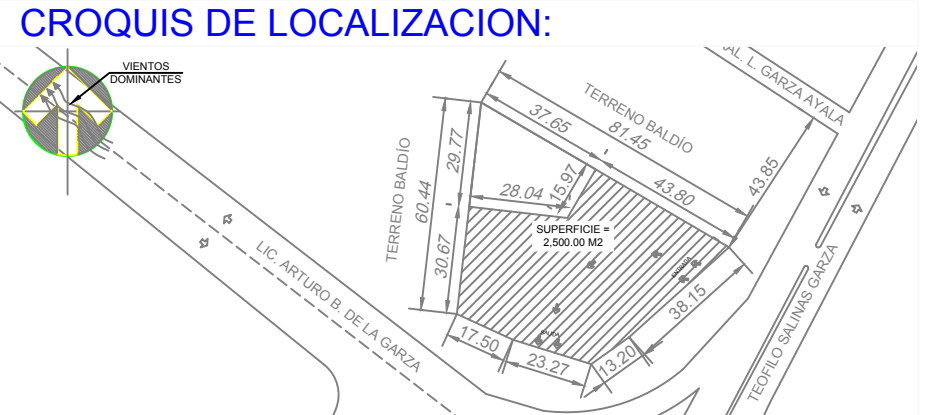 CROQUIS DE LOCALIZACION:
VIENTOS
DOMINANTES
AL. L. GARZA AYALA
TERRENO BALDÍO
37.65
81.45
43.80
43.85
TERRENO BALDÍO
60.44
29.77
30.67
28.04
15.97
SUPERFICIE =
2,500.00 M2
ENTRADA
SALIDA
38.15
13.20
23.27
17.50
LIC. ARTURO B. DE LA GARZA
TEOFILO SALINAS GARZA